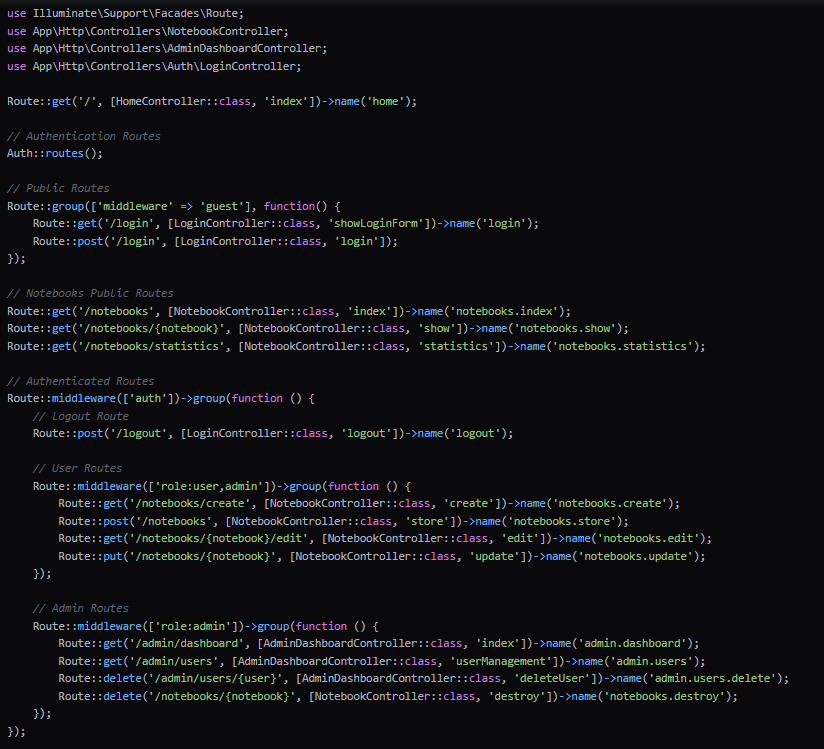 use Illuminate\Support\Facades\Route;
use App\Http\Controllers\NotebookController;
use App\Http\Controllers\AdminDashboardController;
use App\Http\Controllers\Auth\LoginController;

Route::get('/', [HomeController::class, 'index'])->name('home');

// Authentication Routes
Auth::routes();

// Public Routes
Route::group(['middleware' => 'guest'], function() {
    Route::get('/login', [LoginController::class, 'showLoginForm'])->name('login');
    Route::post('/login', [LoginController::class, 'login']);
});

// Notebooks Public Routes
Route::get('/notebooks', [NotebookController::class, 'index'])->name('notebooks.index');
Route::get('/notebooks/{notebook}', [NotebookController::class, 'show'])->name('notebooks.show');
Route::get('/notebooks/statistics', [NotebookController::class, 'statistics'])->name('notebooks.statistics');

// Authenticated Routes
Route::middleware(['auth'])->group(function () {
    // Logout Route
    Route::post('/logout', [LoginController::class, 'logout'])->name('logout');

    // User Routes
    Route::middleware(['role:user,admin'])->group(function () {
        Route::get('/notebooks/create', [NotebookController::class, 'create'])->name('notebooks.create');
        Route::post('/notebooks', [NotebookController::class, 'store'])->name('notebooks.store');
        Route::get('/notebooks/{notebook}/edit', [NotebookController::class, 'edit'])->name('notebooks.edit');
        Route::put('/notebooks/{notebook}', [NotebookController::class, 'update'])->name('notebooks.update');
    });

    // Admin Routes
    Route::middleware(['role:admin'])->group(function () {
        Route::get('/admin/dashboard', [AdminDashboardController::class, 'index'])->name('admin.dashboard');
        Route::get('/admin/users', [AdminDashboardController::class, 'userManagement'])->name('admin.users');
        Route::delete('/admin/users/{user}', [AdminDashboardController::class, 'deleteUser'])->name('admin.users.delete');
        Route::delete('/notebooks/{notebook}', [NotebookController::class, 'destroy'])->name('notebooks.destroy');
    });
});